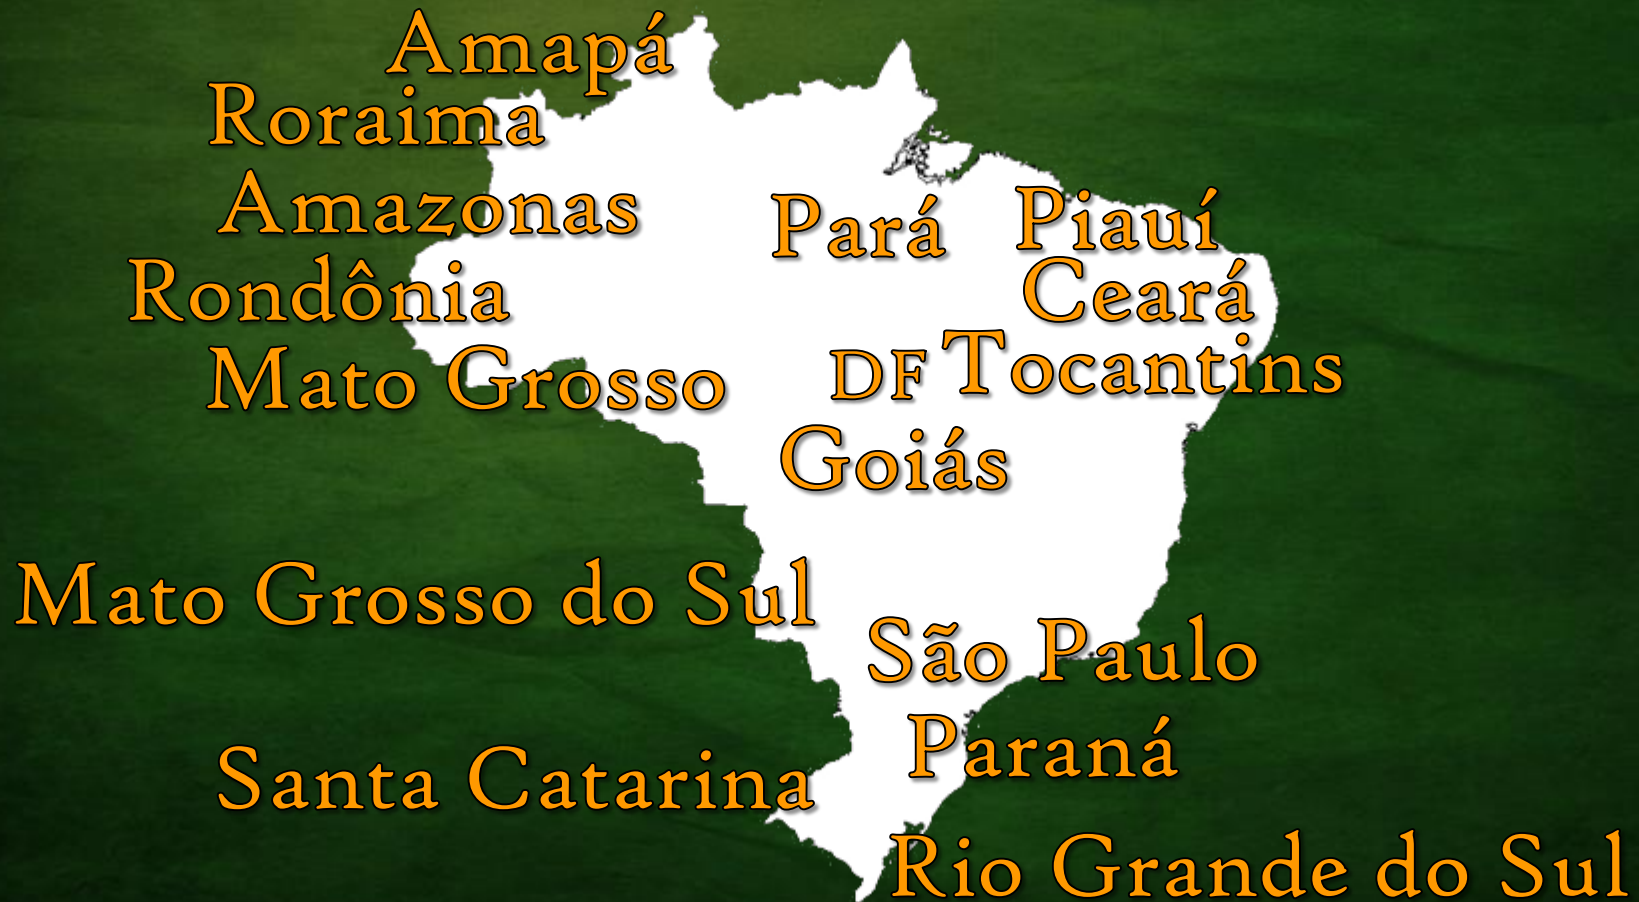 Amapá
Roraima
Amazonas
Pará
Piauí
Rondônia
Ceará
Mato Grosso
DF
Tocantins
Goiás
Mato Grosso do Sul
São Paulo
Paraná
Santa Catarina
Rio Grande do Sul